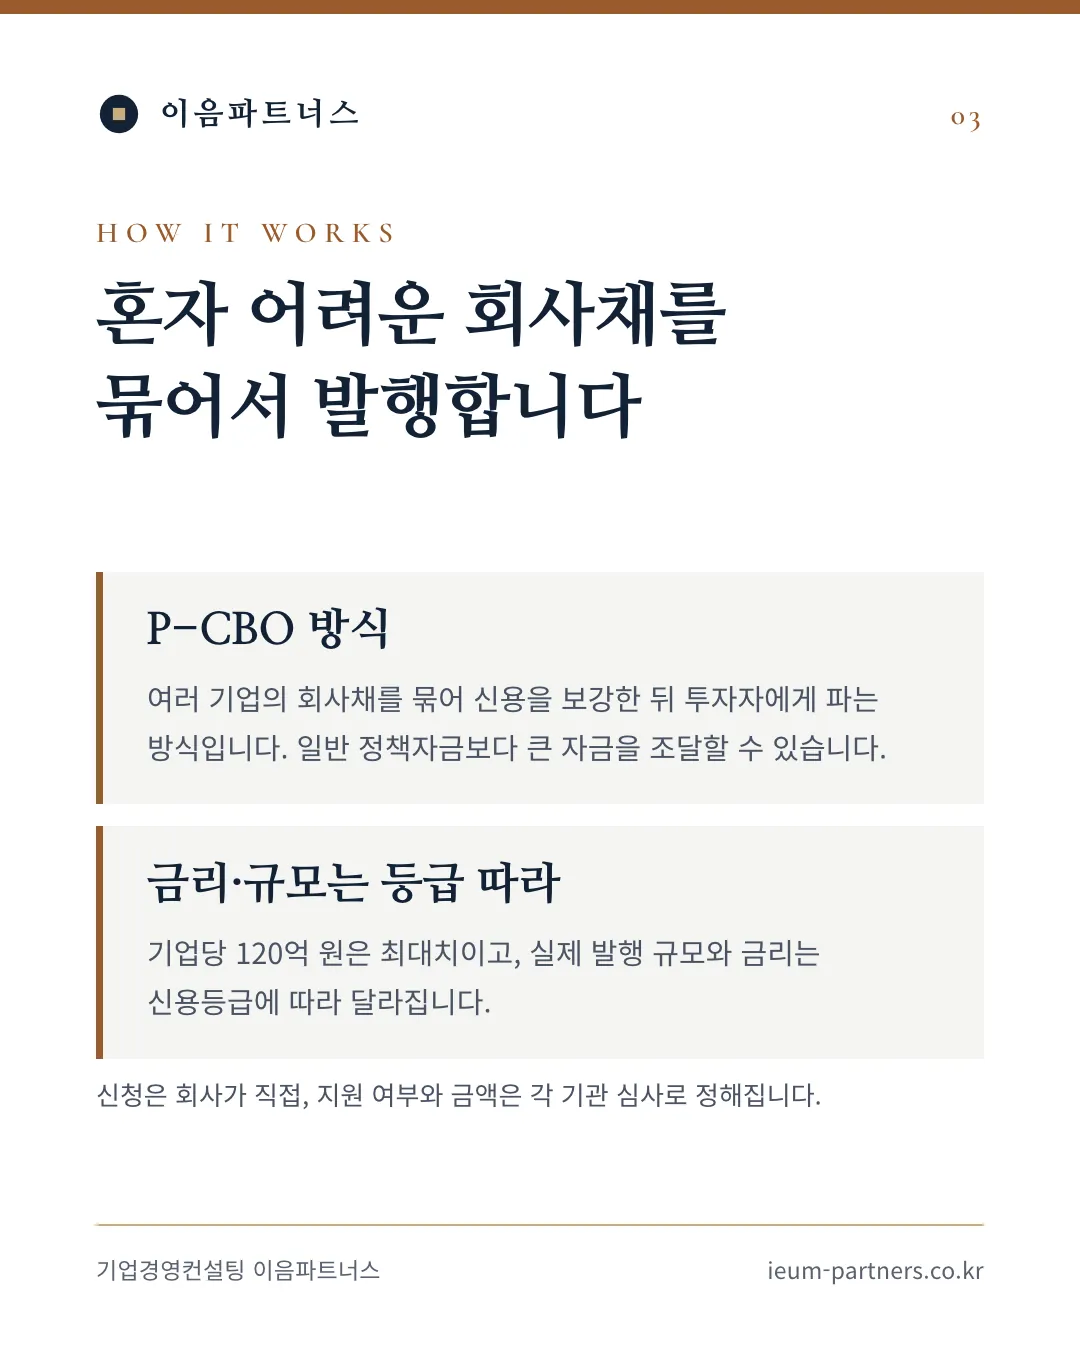 이음파트너스
03
HOW IT WORKS
혼자 어려운 회사채를
묶어서 발행합니다
P-CBO 방식
여러 기업의 회사채를 묶어 신용을 보강한 뒤 투자자에게 파는
방식입니다. 일반 정책자금보다 큰 자금을 조달할 수 있습니다.
금리·규모는 등급 따라
기업당 120억 원은 최대치이고, 실제 발행 규모와 금리는
신용등급에 따라 달라집니다.
신청은 회사가 직접, 지원 여부와 금액은 각 기관 심사로 정해집니다.
기업경영컨설팅 이음파트너스
ieum-partners.co.kr